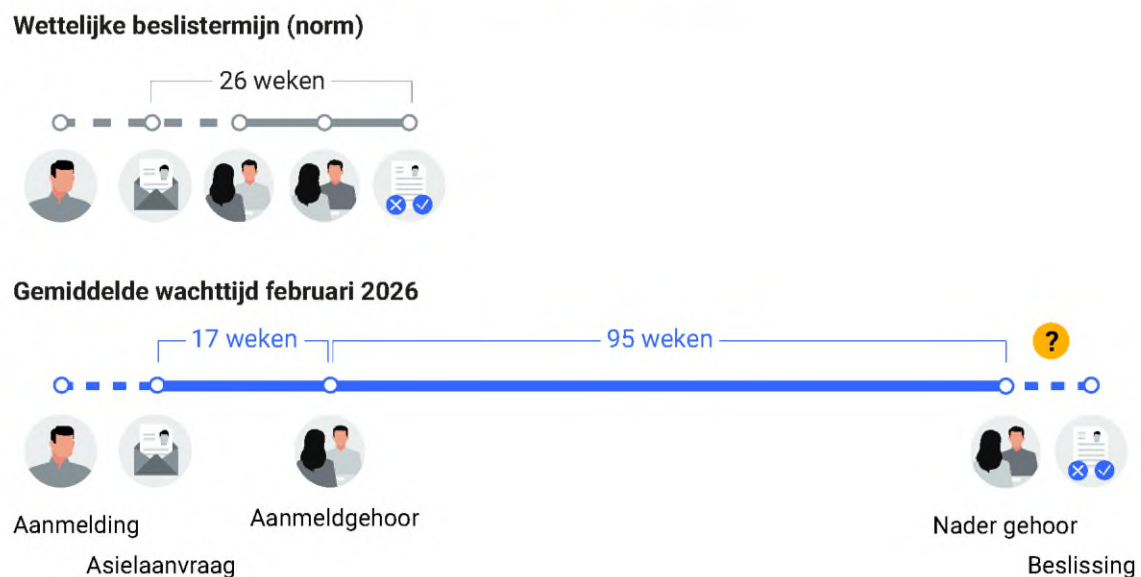 Wettelijke beslistermijn (norm)
26 weken
Gemiddelde wachttijd februari 2026
17 weken
95 weken
?
Aanmelding
Asielaanvraag
Aanmeldgehoor
Nader gehoor
Beslissing